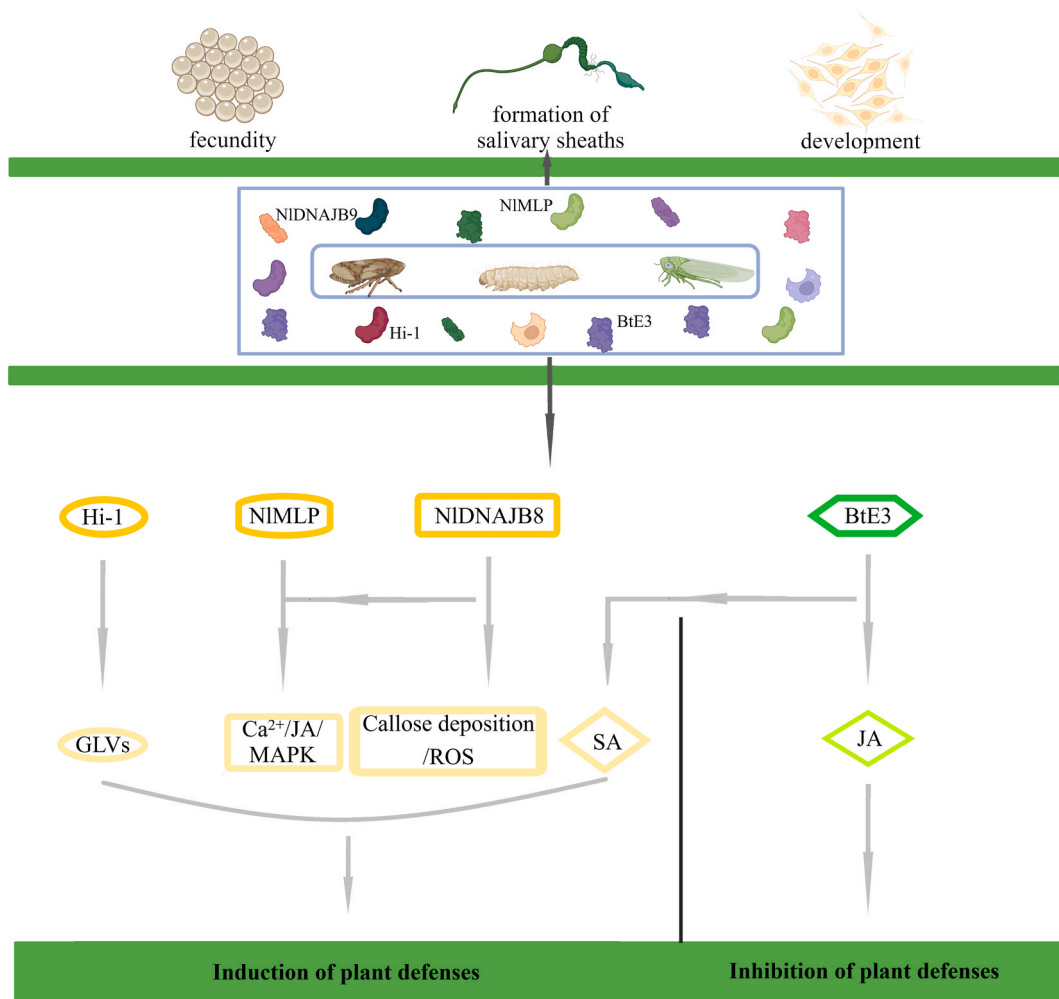 fecundity
formation of
salivary sheaths
development
NlDNAJB9
NlMLP
Hi-1
BtE3
Hi-1
NlMLP
NlDNAJB8
BtE3
GLVs
Ca²⁺/JA/
MAPK
Callose deposition
/ROS
SA
JA
Induction of plant defenses
Inhibition of plant defenses